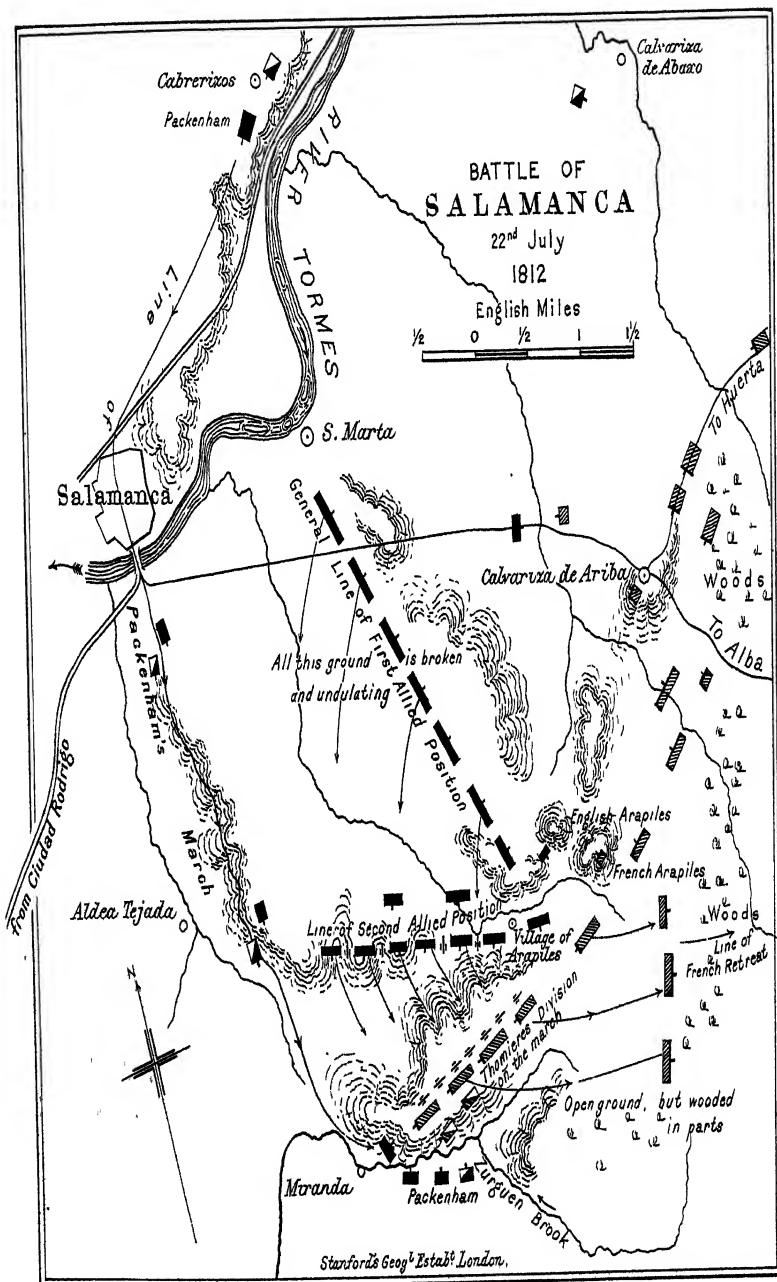 Calvariza
de Abaxo
Cabrerizos
Packenham
RIVER TORMES
BATTLE OF
SALAMANCA
22nd July
1812
English Miles
½ 0 ½ 1 1½
Line of Packenham's March
To Huerta
S. Marta
Salamanca
General Line of First Allied Position
Calvariza de Ariba
Woods
To Alba
All this ground is broken
and undulating
from Ciudad Rodrigo
English Arapiles
French Arapiles
Aldea Tejada
Line of Second Allied Position
Village of
Arapiles
Woods
Line of
French Retreat
N
Thomieres Division
on the march
Open ground, but wooded
in parts
Miranda
Packenham
Zurguen Brook
Stanford's Geogl. Estabt. London.